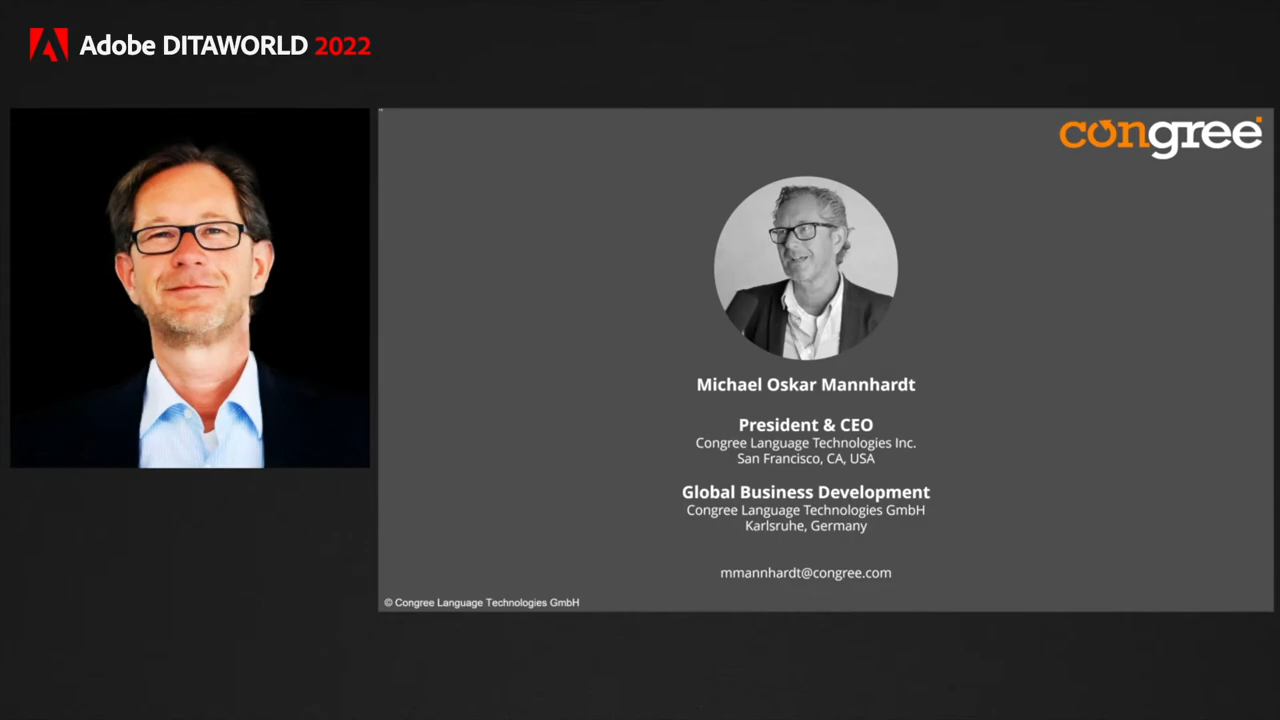 Adobe DITAWORLD 2022
congree
Michael Oskar Mannhardt
President & CEO
Congree Language Technologies Inc.
San Francisco, CA, USA
Global Business Development
Congree Language Technologies GmbH
Karlsruhe, Germany
mmannhardt@congree.com
© Congree Language Technologies GmbH